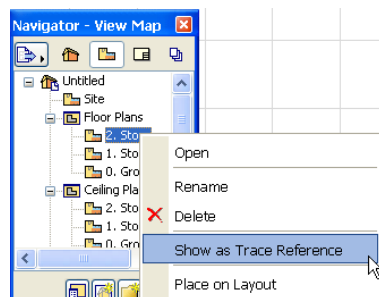 Navigator - View Map
Untitled
Site
Floor Plans
2. Sto
1. Sto
0. Gro
Ceiling Pla
2. Sto
1. Sto
0. Gro
Open
Rename
Delete
Show as Trace Reference
Place on Layout